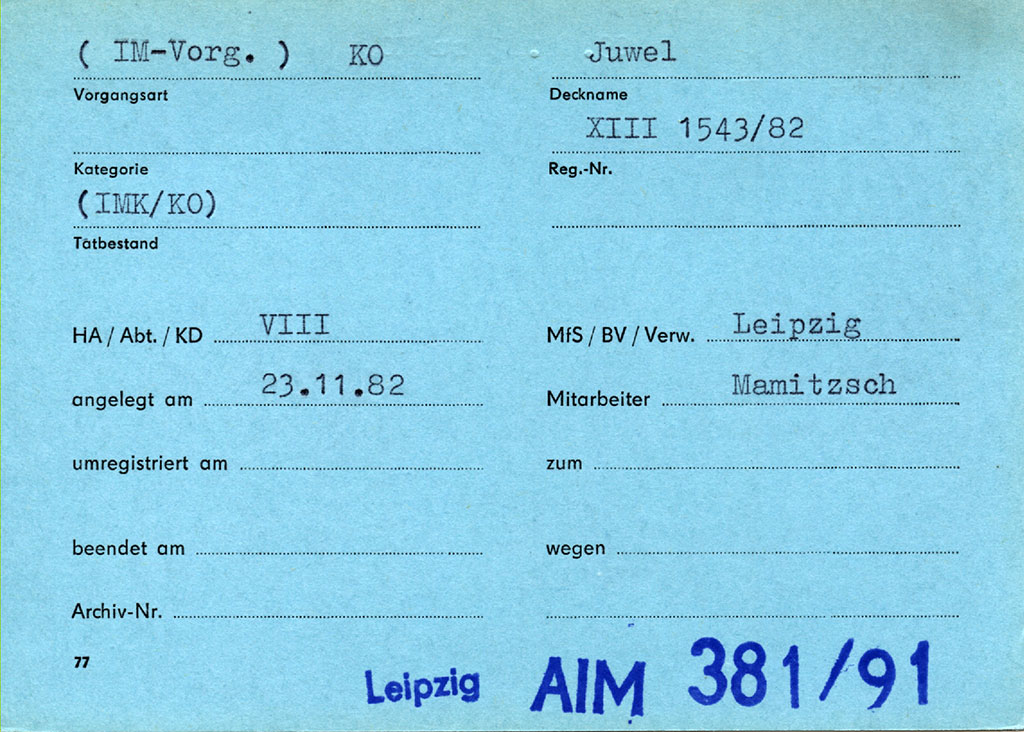 ( IM-Vorg. ) KO
Juwel
Vorgangsart
Deckname
XIII 1543/82
Kategorie
Reg.-Nr.
(IMK/KO)
Tatbestand
HA / Abt. / KD VIII
MfS / BV / Verw. Leipzig
angelegt am 23.11.82
Mitarbeiter Mamitzsch
umregistriert am
zum
beendet am
wegen
Archiv-Nr.
77
Leipzig AIM 381/91